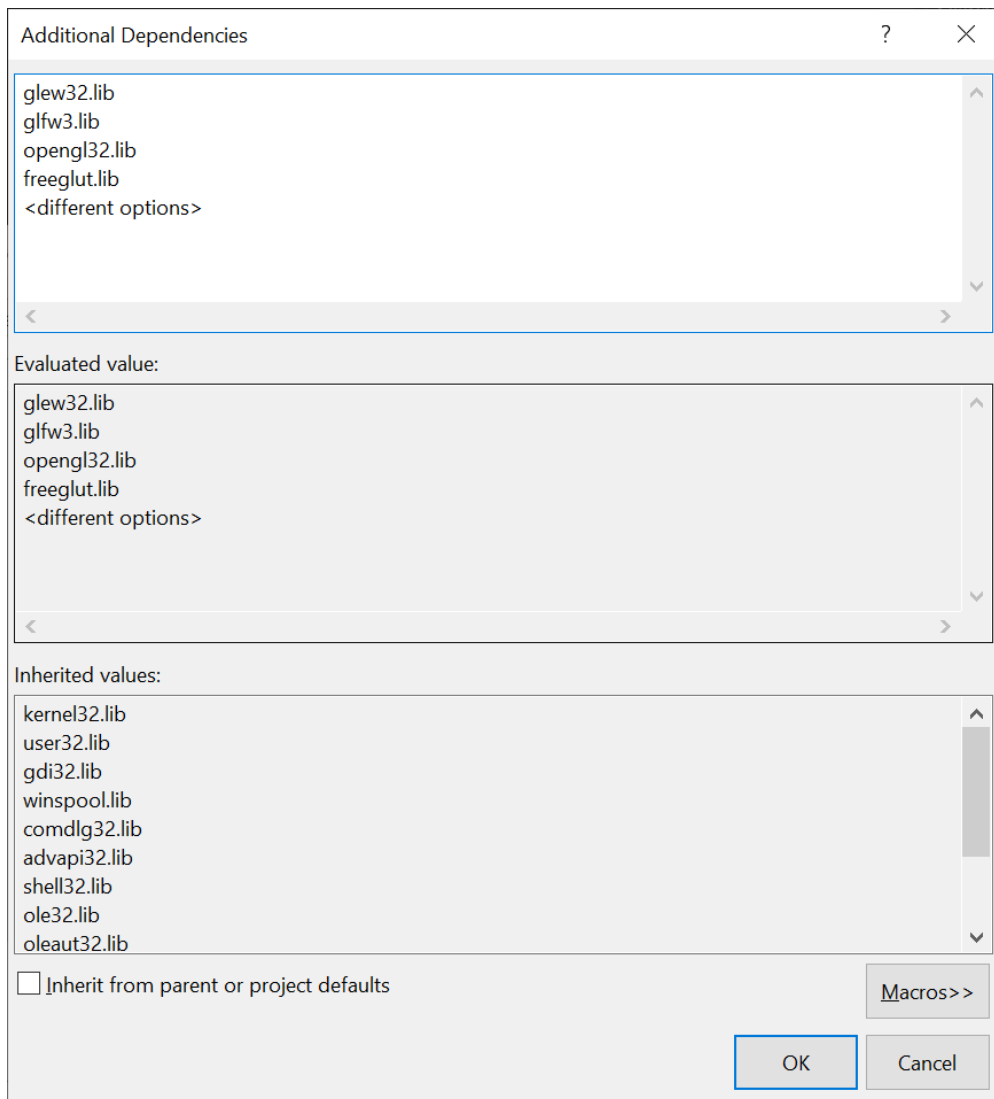 Additional Dependencies
?
glew32.lib
glfw3.lib
opengl32.lib
freeglut.lib
<different options>
Evaluated value:
glew32.lib
glfw3.lib
opengl32.lib
freeglut.lib
<different options>
Inherited values:
kernel32.lib
user32.lib
gdi32.lib
winspool.lib
comdlg32.lib
advapi32.lib
shell32.lib
ole32.lib
oleaut32.lib
Inherit from parent or project defaults
Macros>>
OK Cancel